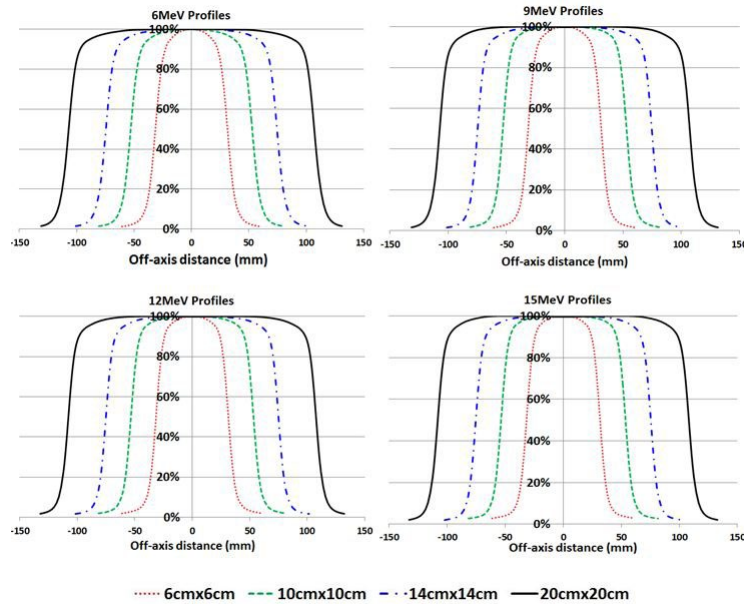 6MeV Profiles
100%
80%
60%
40%
20%
0%
-150 -100 -50 0 50 100 150
Off-axis distance (mm)
9MeV Profiles
100%
80%
60%
40%
20%
0%
-150 -100 -50 0 50 100 150
Off-axis distance (mm)
12MeV Profiles
100%
80%
60%
40%
20%
0%
-150 -100 -50 0 50 100 150
Off-axis distance (mm)
15MeV Profiles
100%
80%
60%
40%
20%
0%
-150 -100 -50 0 50 100 150
Off-axis distance (mm)
6cmx6cm 10cmx10cm 14cmx14cm 20cmx20cm